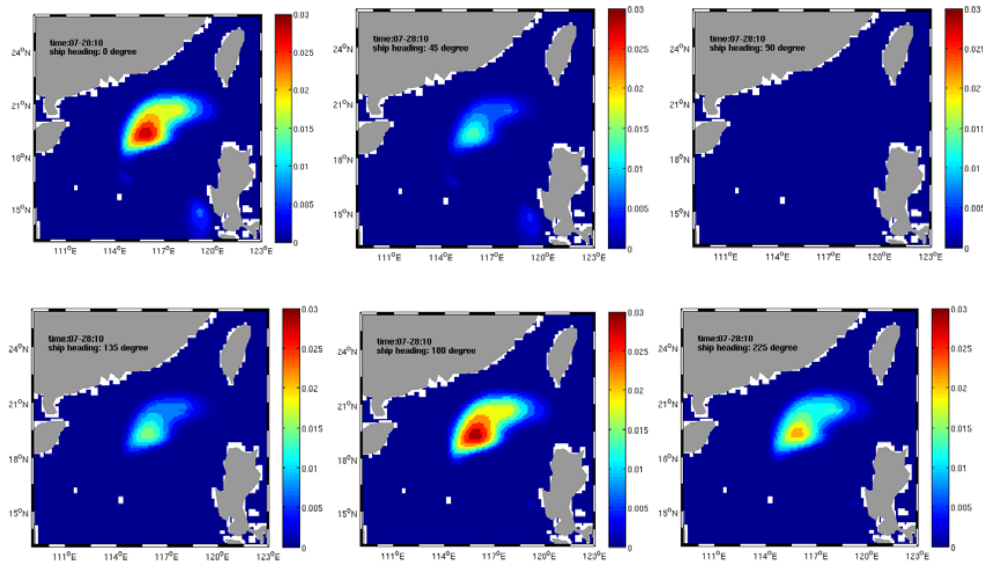 time:07-28:10
ship heading: 0 degree
24°N
21°N
18°N
15°N
111°E 114°E 117°E 120°E 123°E
0.03
0.025
0.02
0.015
0.01
0.005
0
time:07-28:10
ship heading: 45 degree
24°N
21°N
18°N
15°N
111°E 114°E 117°E 120°E 123°E
0.03
0.025
0.02
0.015
0.01
0.005
0
time:07-28:10
ship heading: 90 degree
24°N
21°N
18°N
15°N
111°E 114°E 117°E 120°E 123°E
0.03
0.025
0.02
0.015
0.01
0.005
0
time:07-28:10
ship heading: 135 degree
24°N
21°N
18°N
15°N
111°E 114°E 117°E 120°E 123°E
0.03
0.025
0.02
0.015
0.01
0.005
0
time:07-28:10
ship heading: 180 degree
24°N
21°N
18°N
15°N
111°E 114°E 117°E 120°E 123°E
0.03
0.025
0.02
0.015
0.01
0.005
0
time:07-28:10
ship heading: 225 degree
24°N
21°N
18°N
15°N
111°E 114°E 117°E 120°E 123°E
0.03
0.025
0.02
0.015
0.01
0.005
0